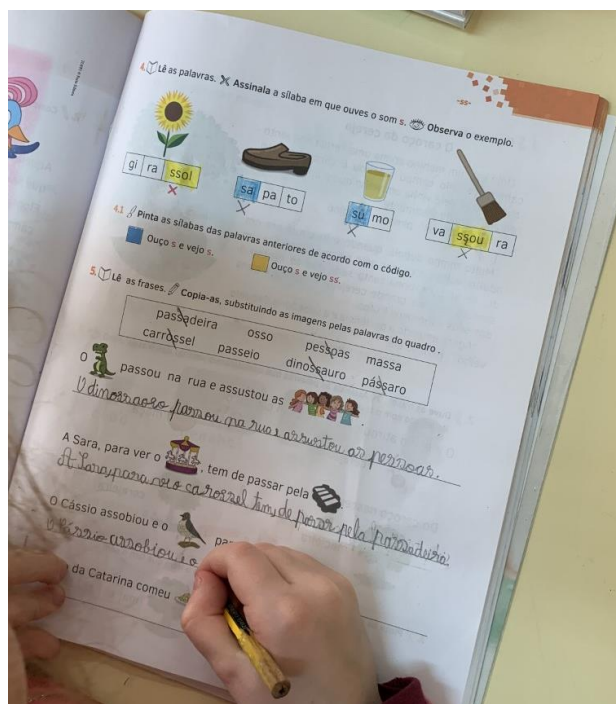 -ss-
4. Lê as palavras. Assinala a sílaba em que ouves o som s. Observa o exemplo.
gi ra ssol
sa pa to
su mo
va ssou ra
4.1 Pinta as sílabas das palavras anteriores de acordo com o código.
Ouço s e vejo s.
Ouço s e vejo ss.
5. Lê as frases. Copia-as, substituindo as imagens pelas palavras do quadro.
passadeira osso pessoas massa
carrossel passeio dinossauro pássaro
O passou na rua e assustou as .
O dinossaoro passou na rua e assustou as pessoas.
A Sara, para ver o , tem de passar pela
A Sara, para ver o carossel tem, de passar pela passadeira.
O Cássio assobiou e o
O Cássio assobiou e o
da Catarina comeu